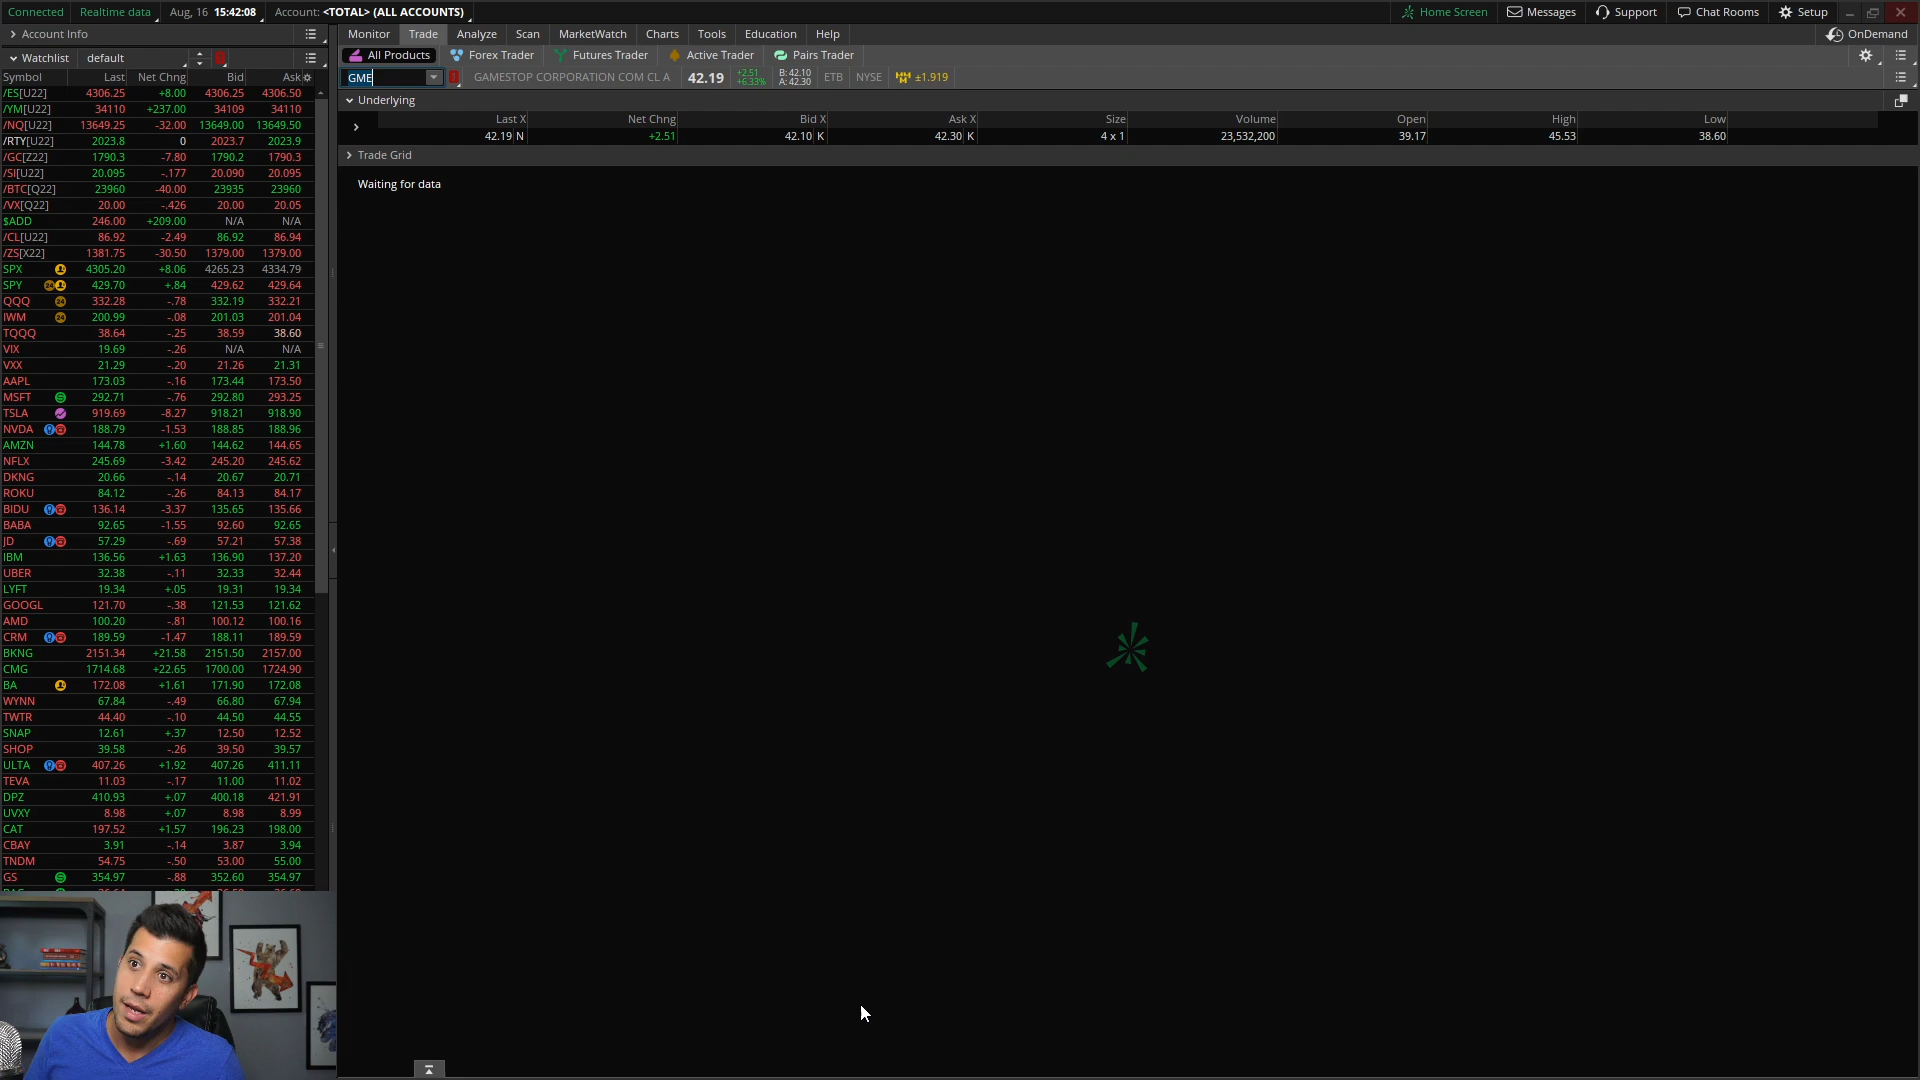 Connected Realtime data Aug, 16 15:42:08 Account: <TOTAL> (ALL ACCOUNTS) Home Screen Messages Support Chat Rooms Setup
Account Info
Monitor Trade Analyze Scan MarketWatch Charts Tools Education Help OnDemand
Watchlist default
All Products Forex Trader Futures Trader Active Trader Pairs Trader
GME GAMESTOP CORPORATION COM CL A 42.19 +2.51 +6.33% B: 42.10 A: 42.30 ETB NYSE ±1.919
Underlying
Last X Net Chng Bid X Ask X Size Volume Open High Low
42.19 N +2.51 42.10 K 42.30 K 4 x 1 23,532,200 39.17 45.53 38.60
Trade Grid
Waiting for data
Symbol Last Net Chng Bid Ask
/ES[U22] 4306.25 +8.00 4306.25 4306.50
/YM[U22] 34110 +237.00 34109 34110
/NQ[U22] 13649.25 -32.00 13649.00 13649.50
/RTY[U22] 2023.8 0 2023.7 2023.9
/GC[Z22] 1790.3 -7.80 1790.2 1790.3
/SI[U22] 20.095 -.177 20.090 20.095
/BTC[Q22] 23960 -40.00 23935 23960
/VX[Q22] 20.00 -.426 20.00 20.05
$ADD 246.00 +209.00 N/A N/A
/CL[U22] 86.92 -2.49 86.92 86.94
/ZS[X22] 1381.75 -30.50 1379.00 1379.00
SPX 4305.20 +8.06 4265.23 4334.79
SPY 429.70 +.84 429.62 429.64
QQQ 332.28 -.78 332.19 332.21
IWM 200.99 -.08 201.03 201.04
TQQQ 38.64 -.25 38.59 38.60
VIX 19.69 -.26 N/A N/A
VXX 21.29 -.20 21.26 21.31
AAPL 173.03 -.16 173.44 173.50
MSFT 292.71 -.76 292.80 293.25
TSLA 919.69 -8.27 918.21 918.90
NVDA 188.79 -1.53 188.85 188.96
AMZN 144.78 +1.60 144.62 144.65
NFLX 245.69 -3.42 245.20 245.62
DKNG 20.66 -.14 20.67 20.71
ROKU 84.12 -.26 84.13 84.17
BIDU 136.14 -3.37 135.65 135.66
BABA 92.65 -1.55 92.60 92.65
JD 57.29 -.69 57.21 57.38
IBM 136.56 +1.63 136.90 137.20
UBER 32.38 -.11 32.33 32.44
LYFT 19.34 +.05 19.31 19.34
GOOGL 121.70 -.38 121.53 121.62
AMD 100.20 -.81 100.12 100.16
CRM 189.59 -1.47 188.11 189.59
BKNG 2151.34 +21.58 2151.50 2157.00
CMG 1714.68 +22.65 1700.00 1724.90
BA 172.08 +1.61 171.90 172.08
WYNN 67.84 -.49 66.80 67.94
TWTR 44.40 -.10 44.50 44.55
SNAP 12.61 +.37 12.50 12.52
SHOP 39.58 -.26 39.50 39.57
ULTA 407.26 +1.92 407.26 411.11
TEVA 11.03 -.17 11.00 11.02
DPZ 410.93 +.07 400.18 421.91
UVXY 8.98 +.07 8.98 8.99
CAT 197.52 +1.57 196.23 198.00
CBAY 3.91 -.14 3.87 3.94
TNDM 54.75 -.50 53.00 55.00
GS 354.97 -.88 352.60 354.97